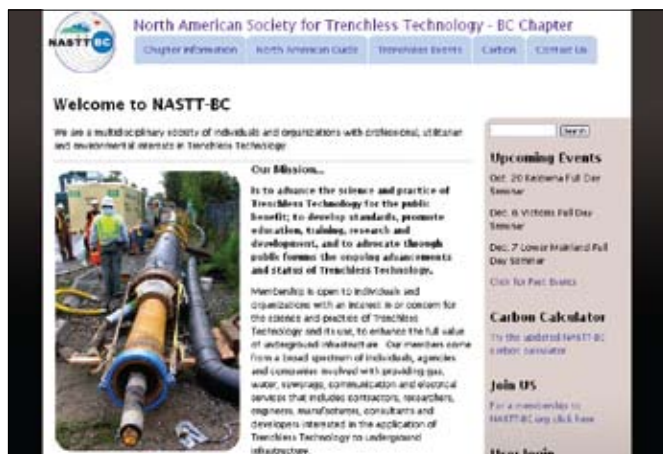 NASTT BC
North American Society for Trenchless Technology - BC Chapter
Chapter Information North American Guide Trenchless Events Carbon Contact Us
Welcome to NASTT-BC
We are a multidisciplinary society of individuals and organizations with professional, utilitarian
and environmental interests in Trenchless Technology
Our Mission...
Is to advance the science and practice of
Trenchless Technology for the public
benefit; to develop standards, promote
education, training, research and
development, and to advocate through
public forums the ongoing advancements
and status of Trenchless Technology.
Membership is open to individuals and
organizations with an interest in or concern for
the science and practice of Trenchless
Technology and its use, to enhance the full value
of underground infrastructure. Our members come
from a broad spectrum of individuals, agencies
and companies involved with providing gas,
water, sewerage, communication and electrical
services that includes contractors, researchers,
engineers, manufacturers, consultants and
developers interested in the application of
Trenchless Technology to underground
infrastructure.
Search
Upcoming Events
Oct. 20 Kelowna Full Day
Seminar
Dec. 6 Victoria Full Day
Seminar
Dec. 7 Lower Mainland Full
Day Seminar
Click for Past Events
Carbon Calculator
Try the updated NASTT-BC
carbon calculator
Join US
For a membership to
NASTT-BC.org click here
User login